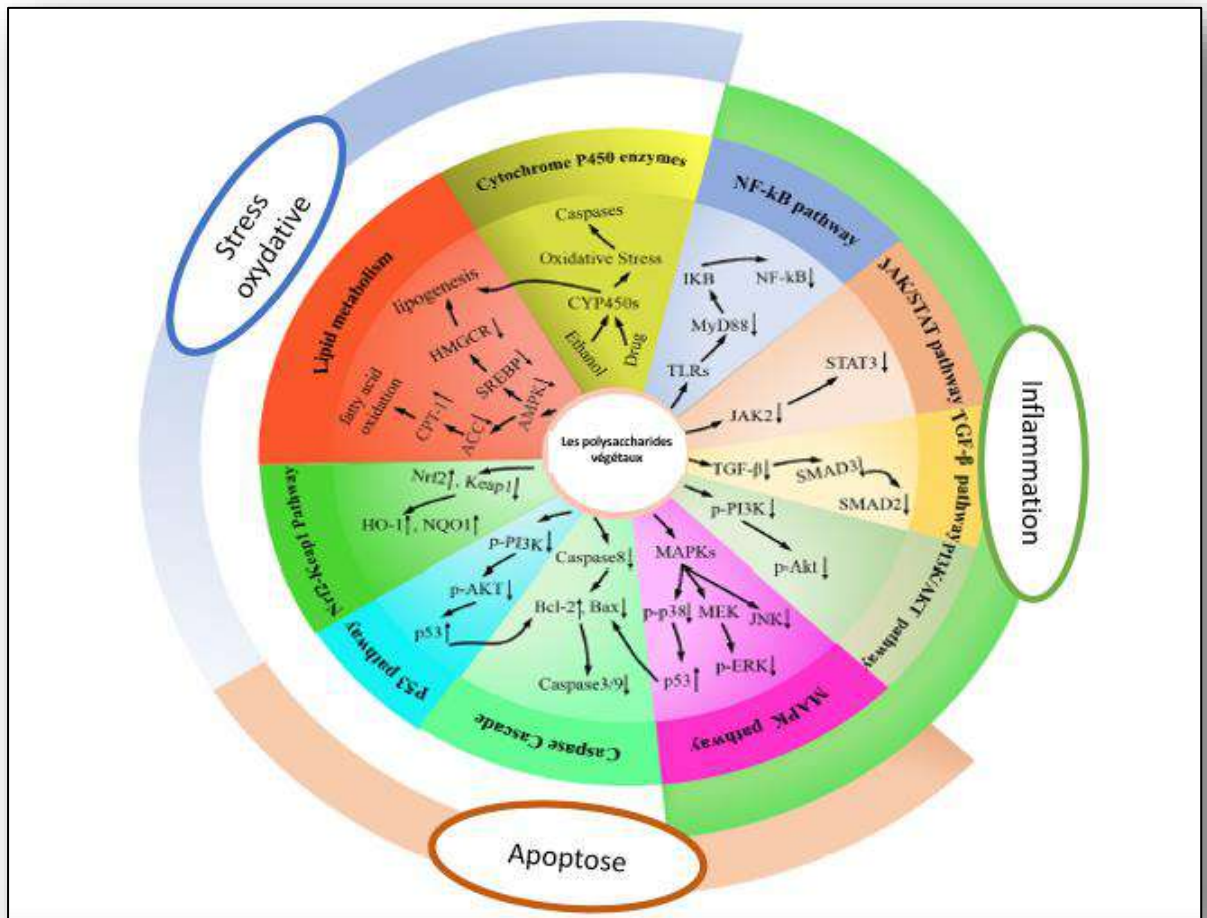 Stress
oxydative
Inflammation
Apoptose
Les polysaccharides
végétaux
Cytochrome P450 enzymes
Caspases
Oxidative Stress
CYP450s
Ethanol
Drug
NF-kB pathway
IKB
NF-kB↓
MyD88↓
TLRs
JAK/STAT pathway
STAT3↓
JAK2↓
TGF-β pathway
TGF-β↓
SMAD3↓
SMAD2↓
PI3K/AKT pathway
p-PI3K↓
p-Akt↓
MAPK pathway
MAPKs
p-p38↓
MEK
JNK↓
p53↑
p-ERK↓
Caspase Cascade
Caspase8↓
Bcl-2↑, Bax↓
Caspase3/9↓
P53 pathway
p-PI3K↓
p-AKT↓
p53↑
Nrf2-Keap1 Pathway
Nrf2↑, Keap1↓
HO-1↑, NQO1↑
Lipid metabolism
lipogenesis
HMGCR↓
SREBP↓
AMPK↓
ACC↓
CPT-1↑
fatty acid
oxidation